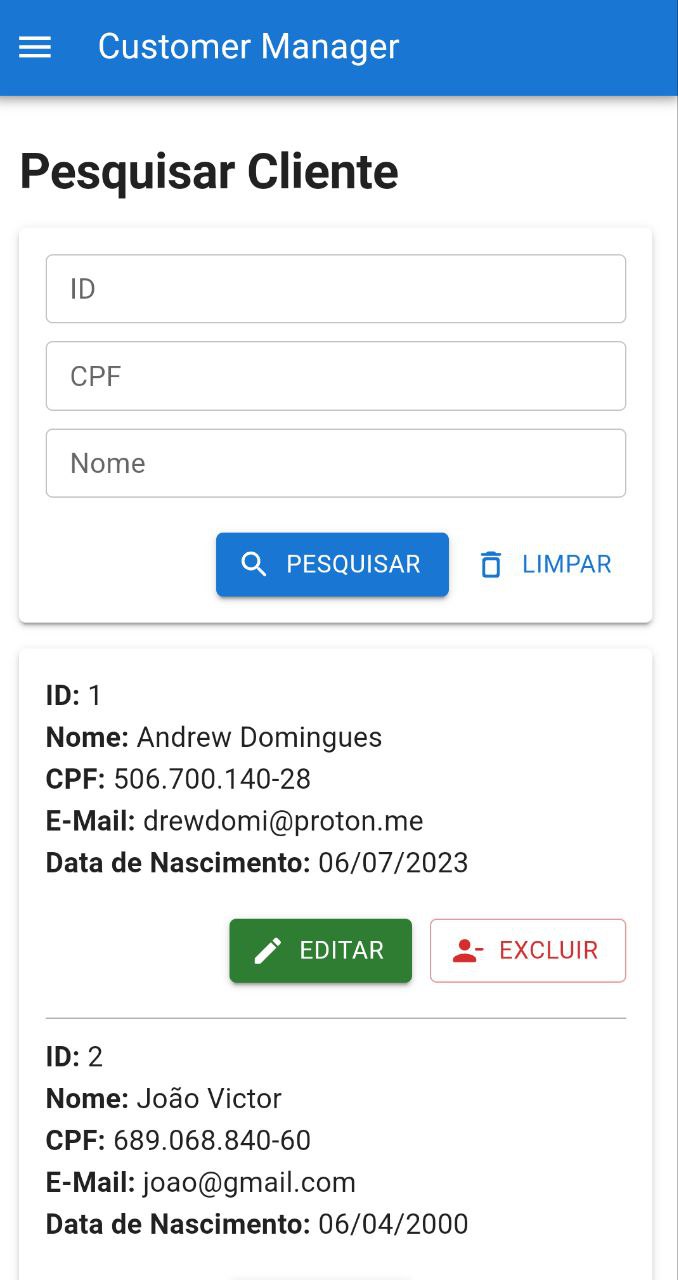 Customer Manager
Pesquisar Cliente
ID
CPF
Nome
PESQUISAR
LIMPAR
ID: 1
Nome: Andrew Domingues
CPF: 506.700.140-28
E-Mail: drewdomi@proton.me
Data de Nascimento: 06/07/2023
EDITAR
EXCLUIR
ID: 2
Nome: João Victor
CPF: 689.068.840-60
E-Mail: joao@gmail.com
Data de Nascimento: 06/04/2000